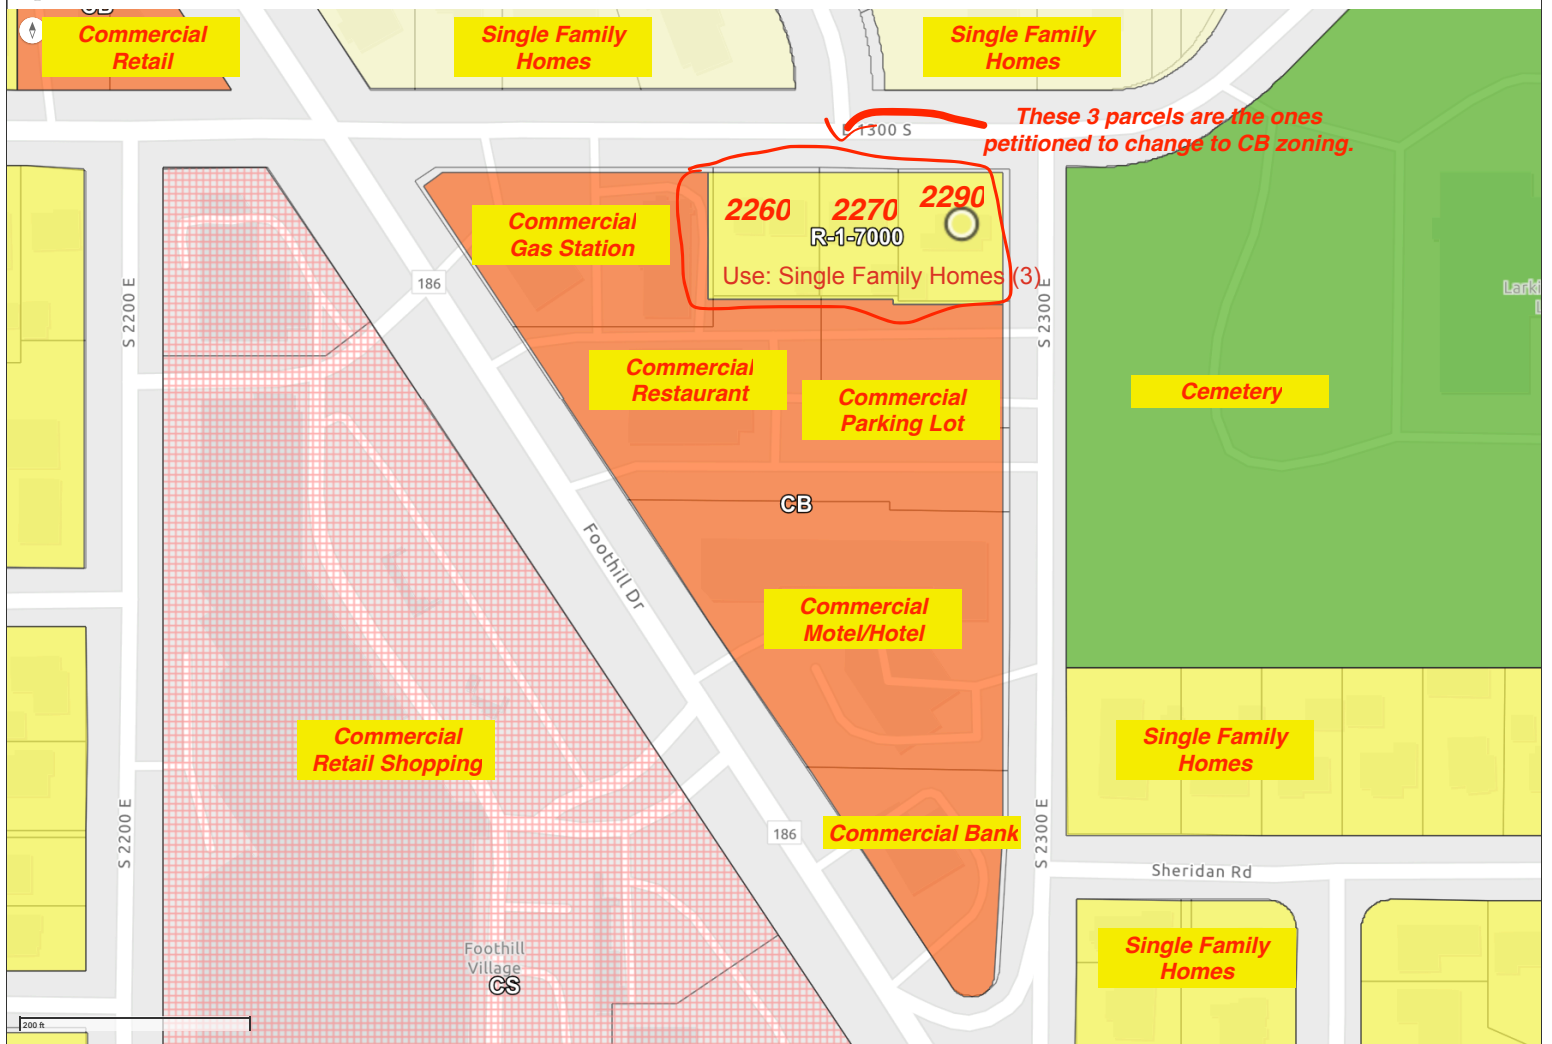 CB
Commercial
Retail
Single Family
Homes
Single Family
Homes
These 3 parcels are the ones
petitioned to change to CB zoning.
E 1300 S
2260
2270
2290
R-1-7000
Use: Single Family Homes (3)
Commercial
Gas Station
186
S 2200 E
S 2300 E
Larki
L
Commercial
Restaurant
Commercial
Parking Lot
Cemetery
CB
Foothill Dr
Commercial
Motel/Hotel
Commercial
Retail Shopping
Single Family
Homes
186
Commercial Bank
S 2200 E
S 2300 E
Sheridan Rd
Foothill
Village
CS
Single Family
Homes
200 ft